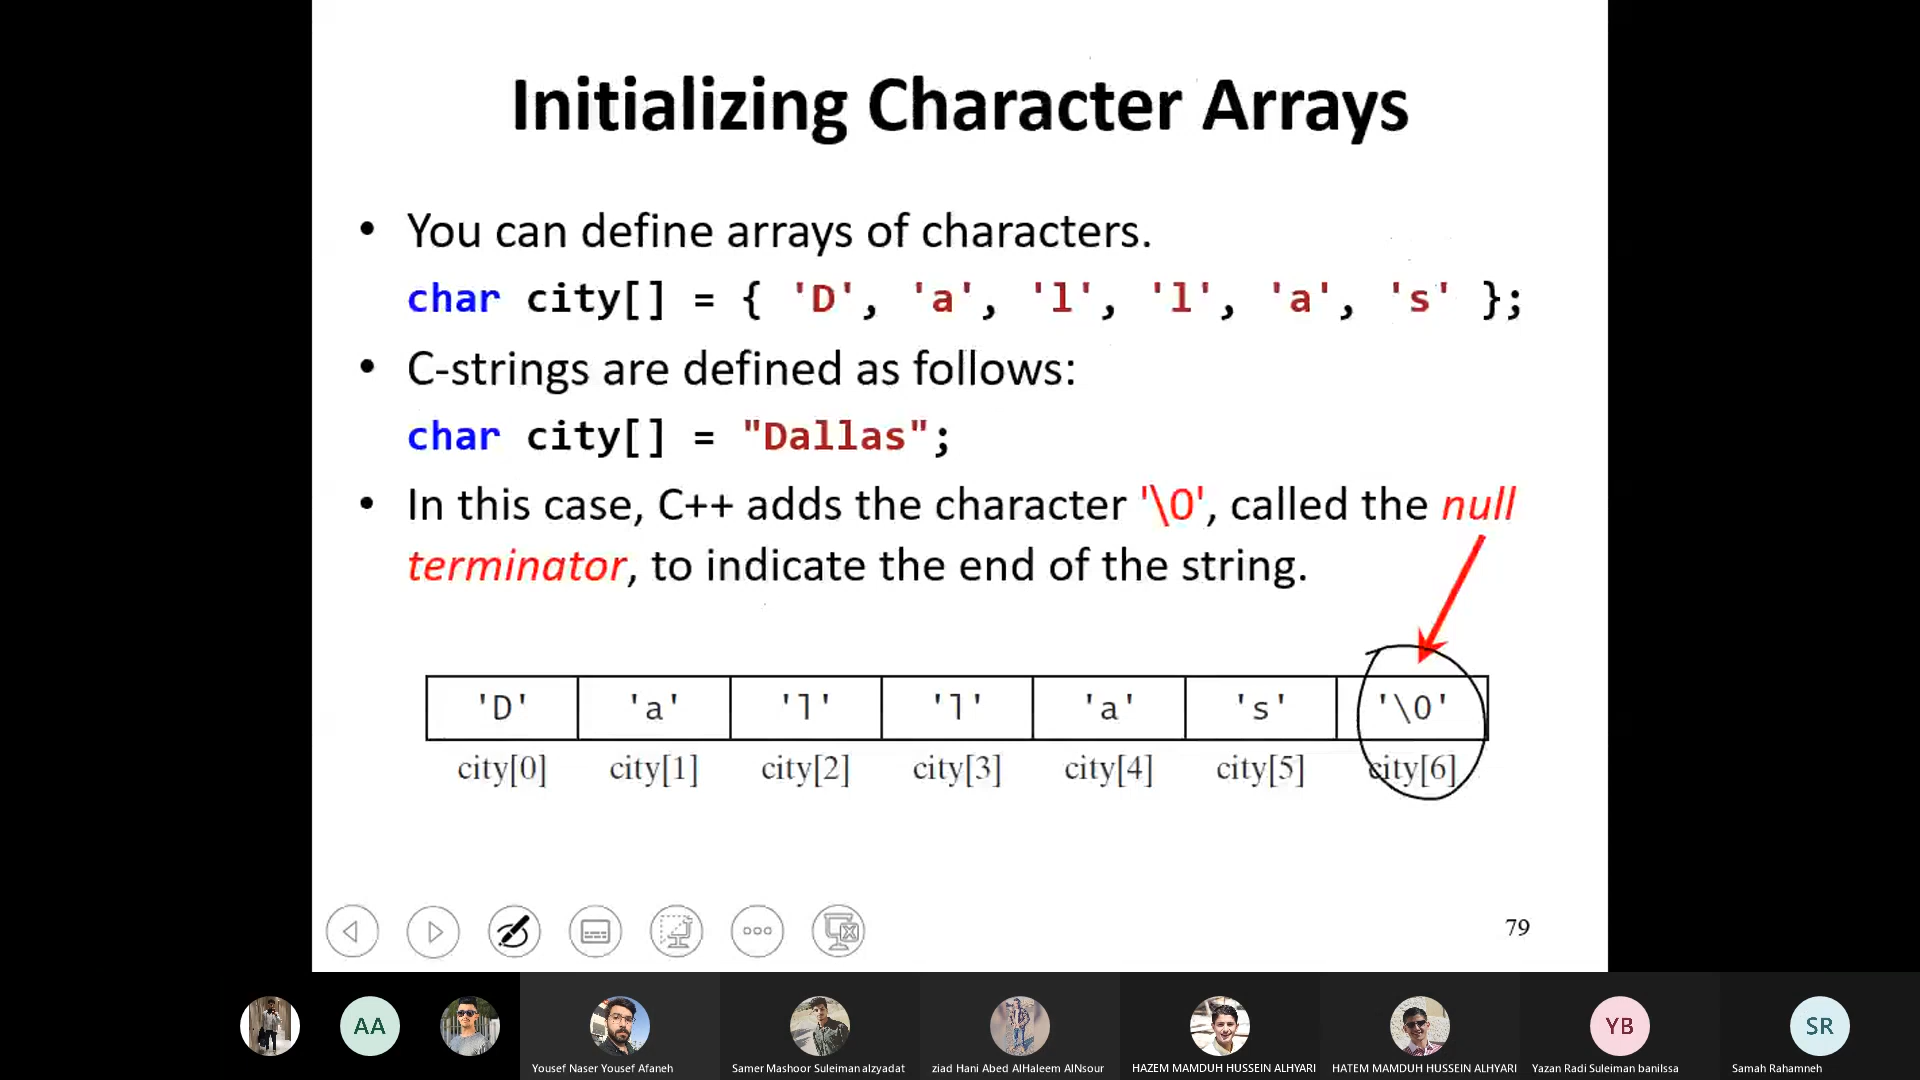 Initializing Character Arrays
• You can define arrays of characters.
char city[] = { 'D', 'a', 'l', 'l', 'a', 's' };
• C-strings are defined as follows:
char city[] = "Dallas";
• In this case, C++ adds the character '\0', called the null
terminator, to indicate the end of the string.
'D' 'a' 'l' 'l' 'a' 's' '\0'
city[0] city[1] city[2] city[3] city[4] city[5] city[6]
79
AA YB SR
Yousef Naser Yousef Afaneh Samer Mashoor Suleiman alzyadat ziad Hani Abed AlHaleem AlNsour HAZEM MAMDUH HUSSEIN ALHYARI HATEM MAMDUH HUSSEIN ALHYARI Yazan Radi Suleiman banilssa Samah Rahamneh